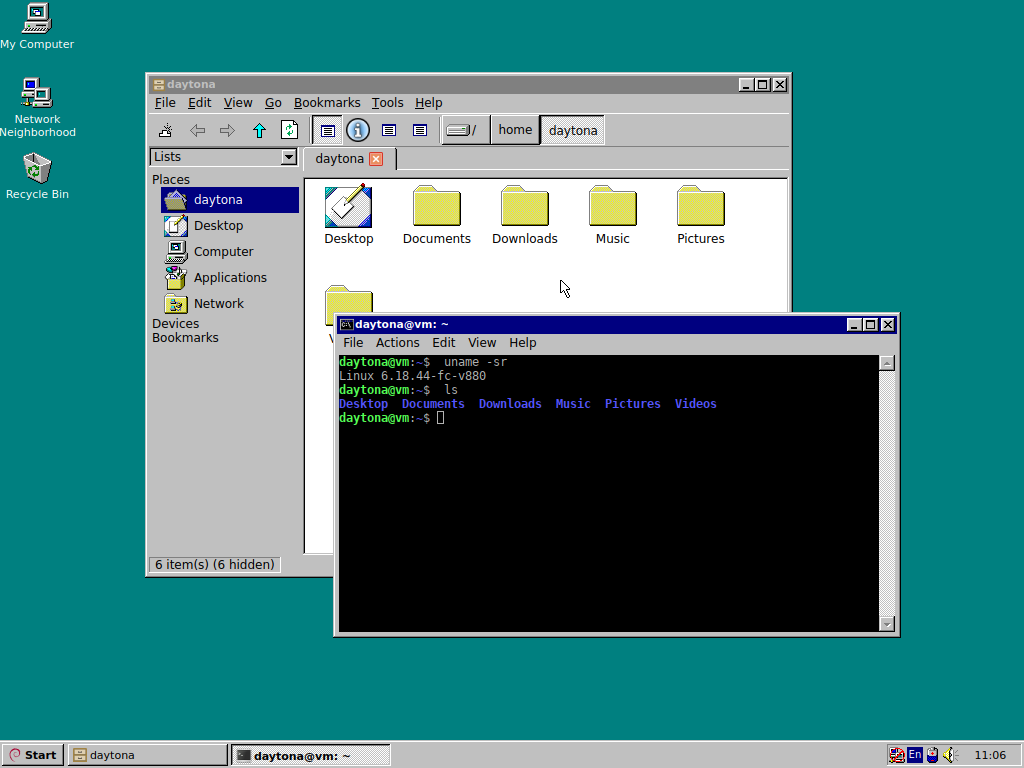 My Computer
Network
Neighborhood
Recycle Bin
daytona
File Edit View Go Bookmarks Tools Help
/ home daytona
Lists
daytona
Places
daytona
Desktop
Computer
Applications
Network
Devices
Bookmarks
Desktop Documents Downloads Music Pictures
6 item(s) (6 hidden)
daytona@vm: ~
File Actions Edit View Help
daytona@vm:~$ uname -sr
Linux 6.18.44-fc-v880
daytona@vm:~$ ls
Desktop Documents Downloads Music Pictures Videos
daytona@vm:~$
Start daytona daytona@vm: ~ En 11:06